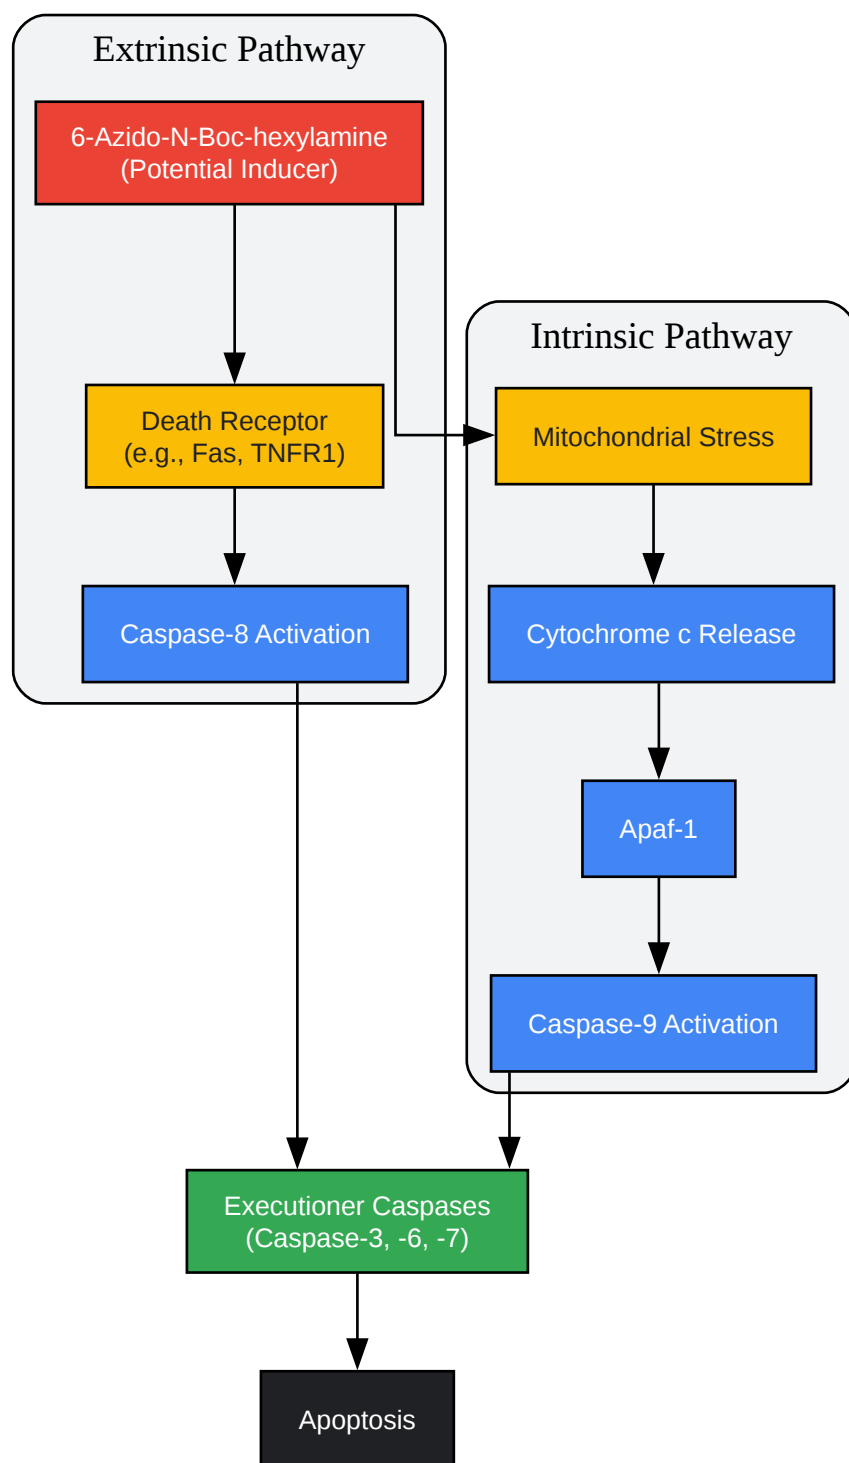 Extrinsic Pathway
6-Azido-N-Boc-hexylamine
(Potential Inducer)
Death Receptor
(e.g., Fas, TNFR1)
Caspase-8 Activation
Intrinsic Pathway
Mitochondrial Stress
Cytochrome c Release
Apaf-1
Caspase-9 Activation
Executioner Caspases
(Caspase-3, -6, -7)
Apoptosis